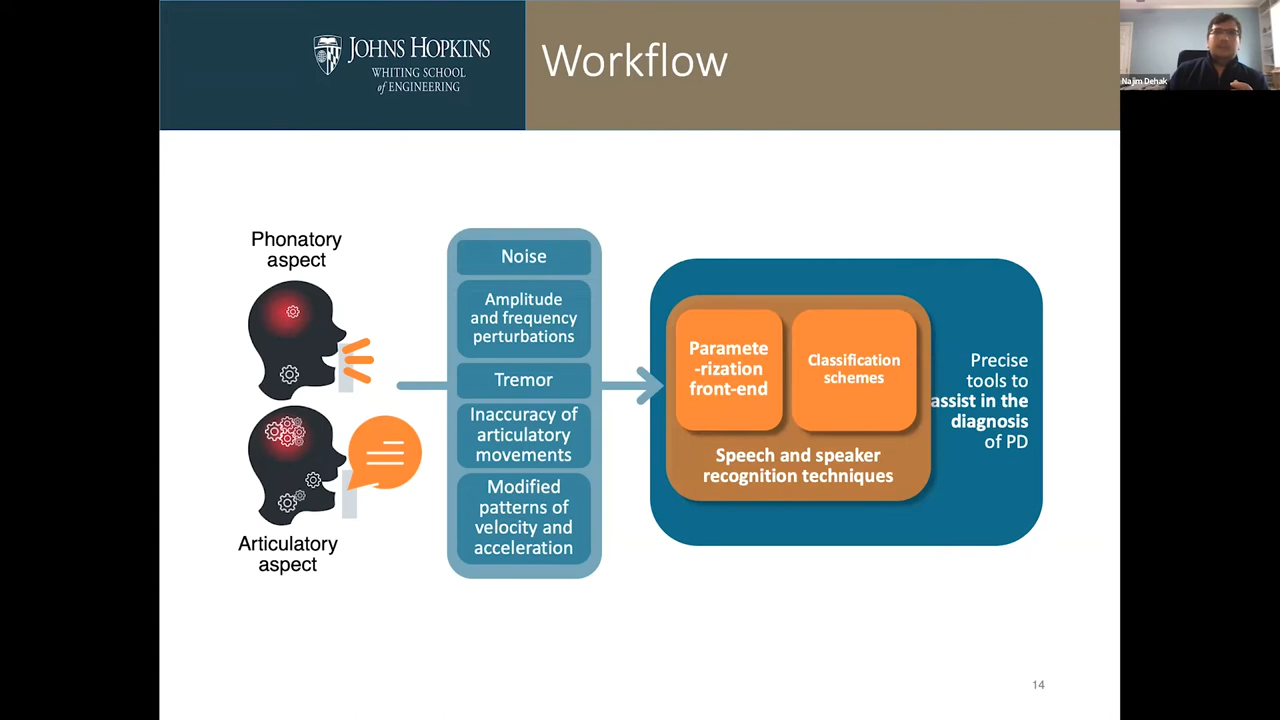 JOHNS HOPKINS
WHITING SCHOOL
of ENGINEERING
Workflow
Najim Dehak
Phonatory
aspect
Articulatory
aspect
Noise
Amplitude
and frequency
perturbations
Tremor
Inaccuracy of
articulatory
movements
Modified
patterns of
velocity and
acceleration
Paramete
-rization
front-end
Classification
schemes
Speech and speaker
recognition techniques
Precise
tools to
assist in the
diagnosis
of PD
14